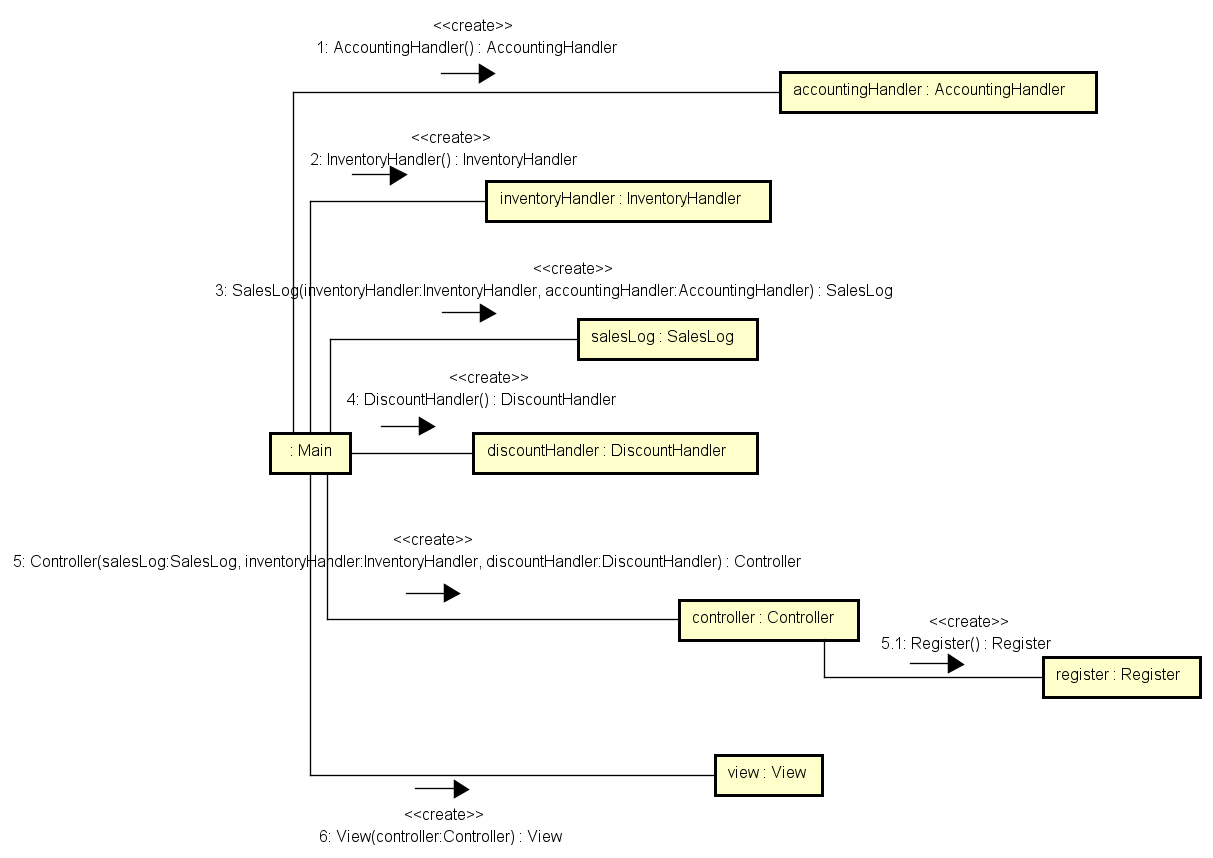 <<create>>
1: AccountingHandler() : AccountingHandler
accountingHandler : AccountingHandler
<<create>>
2: InventoryHandler() : InventoryHandler
inventoryHandler : InventoryHandler
<<create>>
3: SalesLog(inventoryHandler:InventoryHandler, accountingHandler:AccountingHandler) : SalesLog
salesLog : SalesLog
<<create>>
4: DiscountHandler() : DiscountHandler
: Main
discountHandler : DiscountHandler
<<create>>
5: Controller(salesLog:SalesLog, inventoryHandler:InventoryHandler, discountHandler:DiscountHandler) : Controller
controller : Controller
<<create>>
5.1: Register() : Register
register : Register
view : View
<<create>>
6: View(controller:Controller) : View